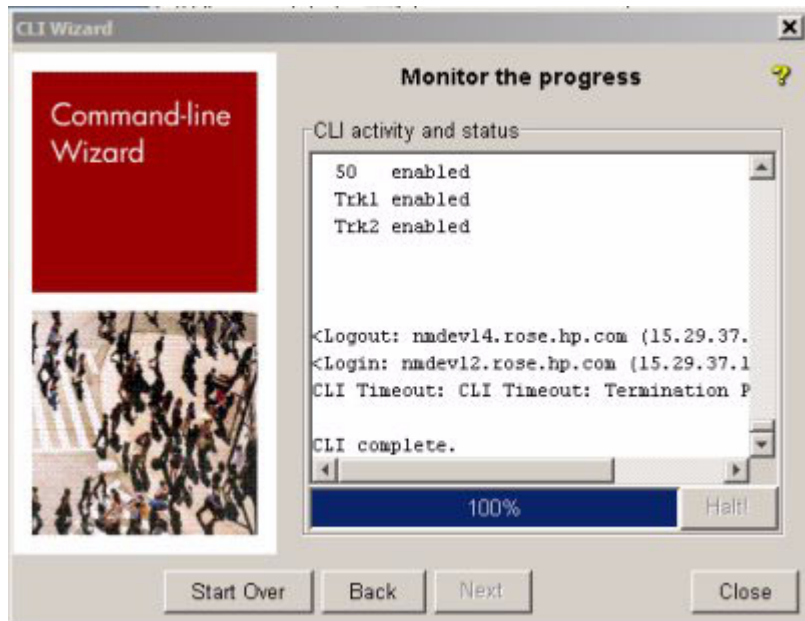 CLI Wizard
Command-line
Wizard
Monitor the progress
?
CLI activity and status
50 enabled
Trk1 enabled
Trk2 enabled
<Logout: nmdev14.rose.hp.com (15.29.37.
<Login: nmdev12.rose.hp.com (15.29.37.1
CLI Timeout: CLI Timeout: Termination P
CLI complete.
100%
Halt!
Start Over
Back
Next
Close